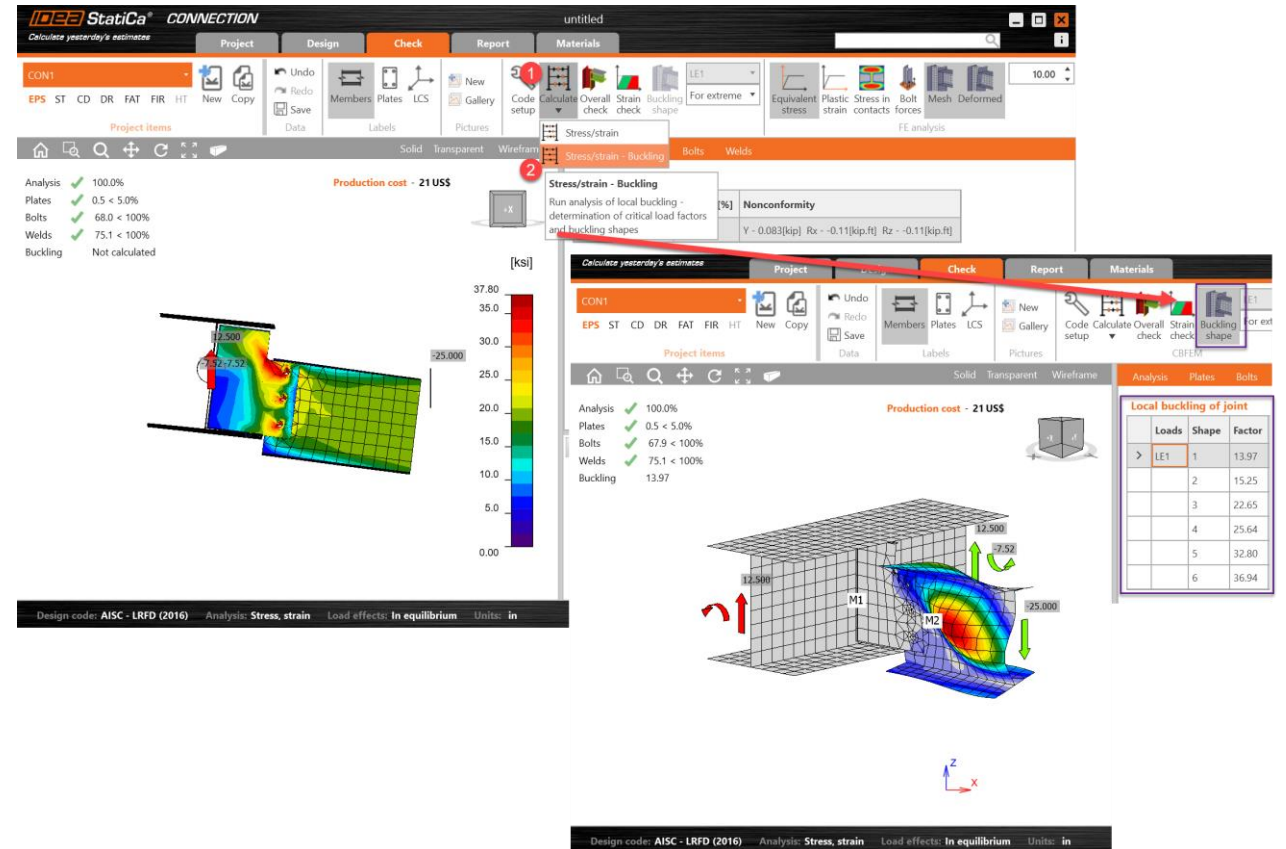 IDEA StatiCa® CONNECTION
untitled
Calculate yesterday's estimates
Project Design Check Report Materials
CON1
EPS ST CD DR FAT FIR HT
New Copy
Project items
Undo
Redo
Save
Data
Members Plates LCS
Labels
New
Gallery
Pictures
1
Code setup
Calculate
Overall check
Strain check
Buckling shape
LE1
For extreme
Equivalent stress
Plastic strain
Stress in contacts
Bolt forces
Mesh
Deformed
FE analysis
10.00
Stress/strain
Stress/strain - Buckling
2
Solid Transparent Wirefram
Bolts Welds
Stress/strain - Buckling
Run analysis of local buckling -
determination of critical load factors
and buckling shapes
[%] Nonconformity
Y - 0.083[kip] Rx - -0.11[kip.ft] Rz - -0.11[kip.ft]
Analysis 100.0%
Plates 0.5 < 5.0%
Bolts 68.0 < 100%
Welds 75.1 < 100%
Buckling Not calculated
Production cost - 21 US$
[ksi]
37.80
35.0
30.0
25.0
20.0
15.0
10.0
5.0
0.00
12.500
-7.52
-7.52
-25.000
Design code: AISC - LRFD (2016) Analysis: Stress, strain Load effects: In equilibrium Units: in
Calculate yesterday's estimates
Project Check Report Materials
CON1
EPS ST CD DR FAT FIR HT
New Copy
Project items
Undo
Redo
Save
Data
Members Plates LCS
Labels
New
Gallery
Pictures
Code setup
Calculate
Overall check
Strain check
Buckling shape
LE1
For ext
CBFEM
Solid Transparent Wireframe
Analysis Plates Bolts
Analysis 100.0%
Plates 0.5 < 5.0%
Bolts 67.9 < 100%
Welds 75.1 < 100%
Buckling 13.97
Production cost - 21 US$
Local buckling of joint
Loads Shape Factor
> LE1 1 13.97
2 15.25
3 22.65
4 25.64
5 32.80
6 36.94
12.500
-7.52
12.500
M1
M2
-25.000
Z
X
Design code: AISC - LRFD (2016) Analysis: Stress, strain Load effects: In equilibrium Units: in